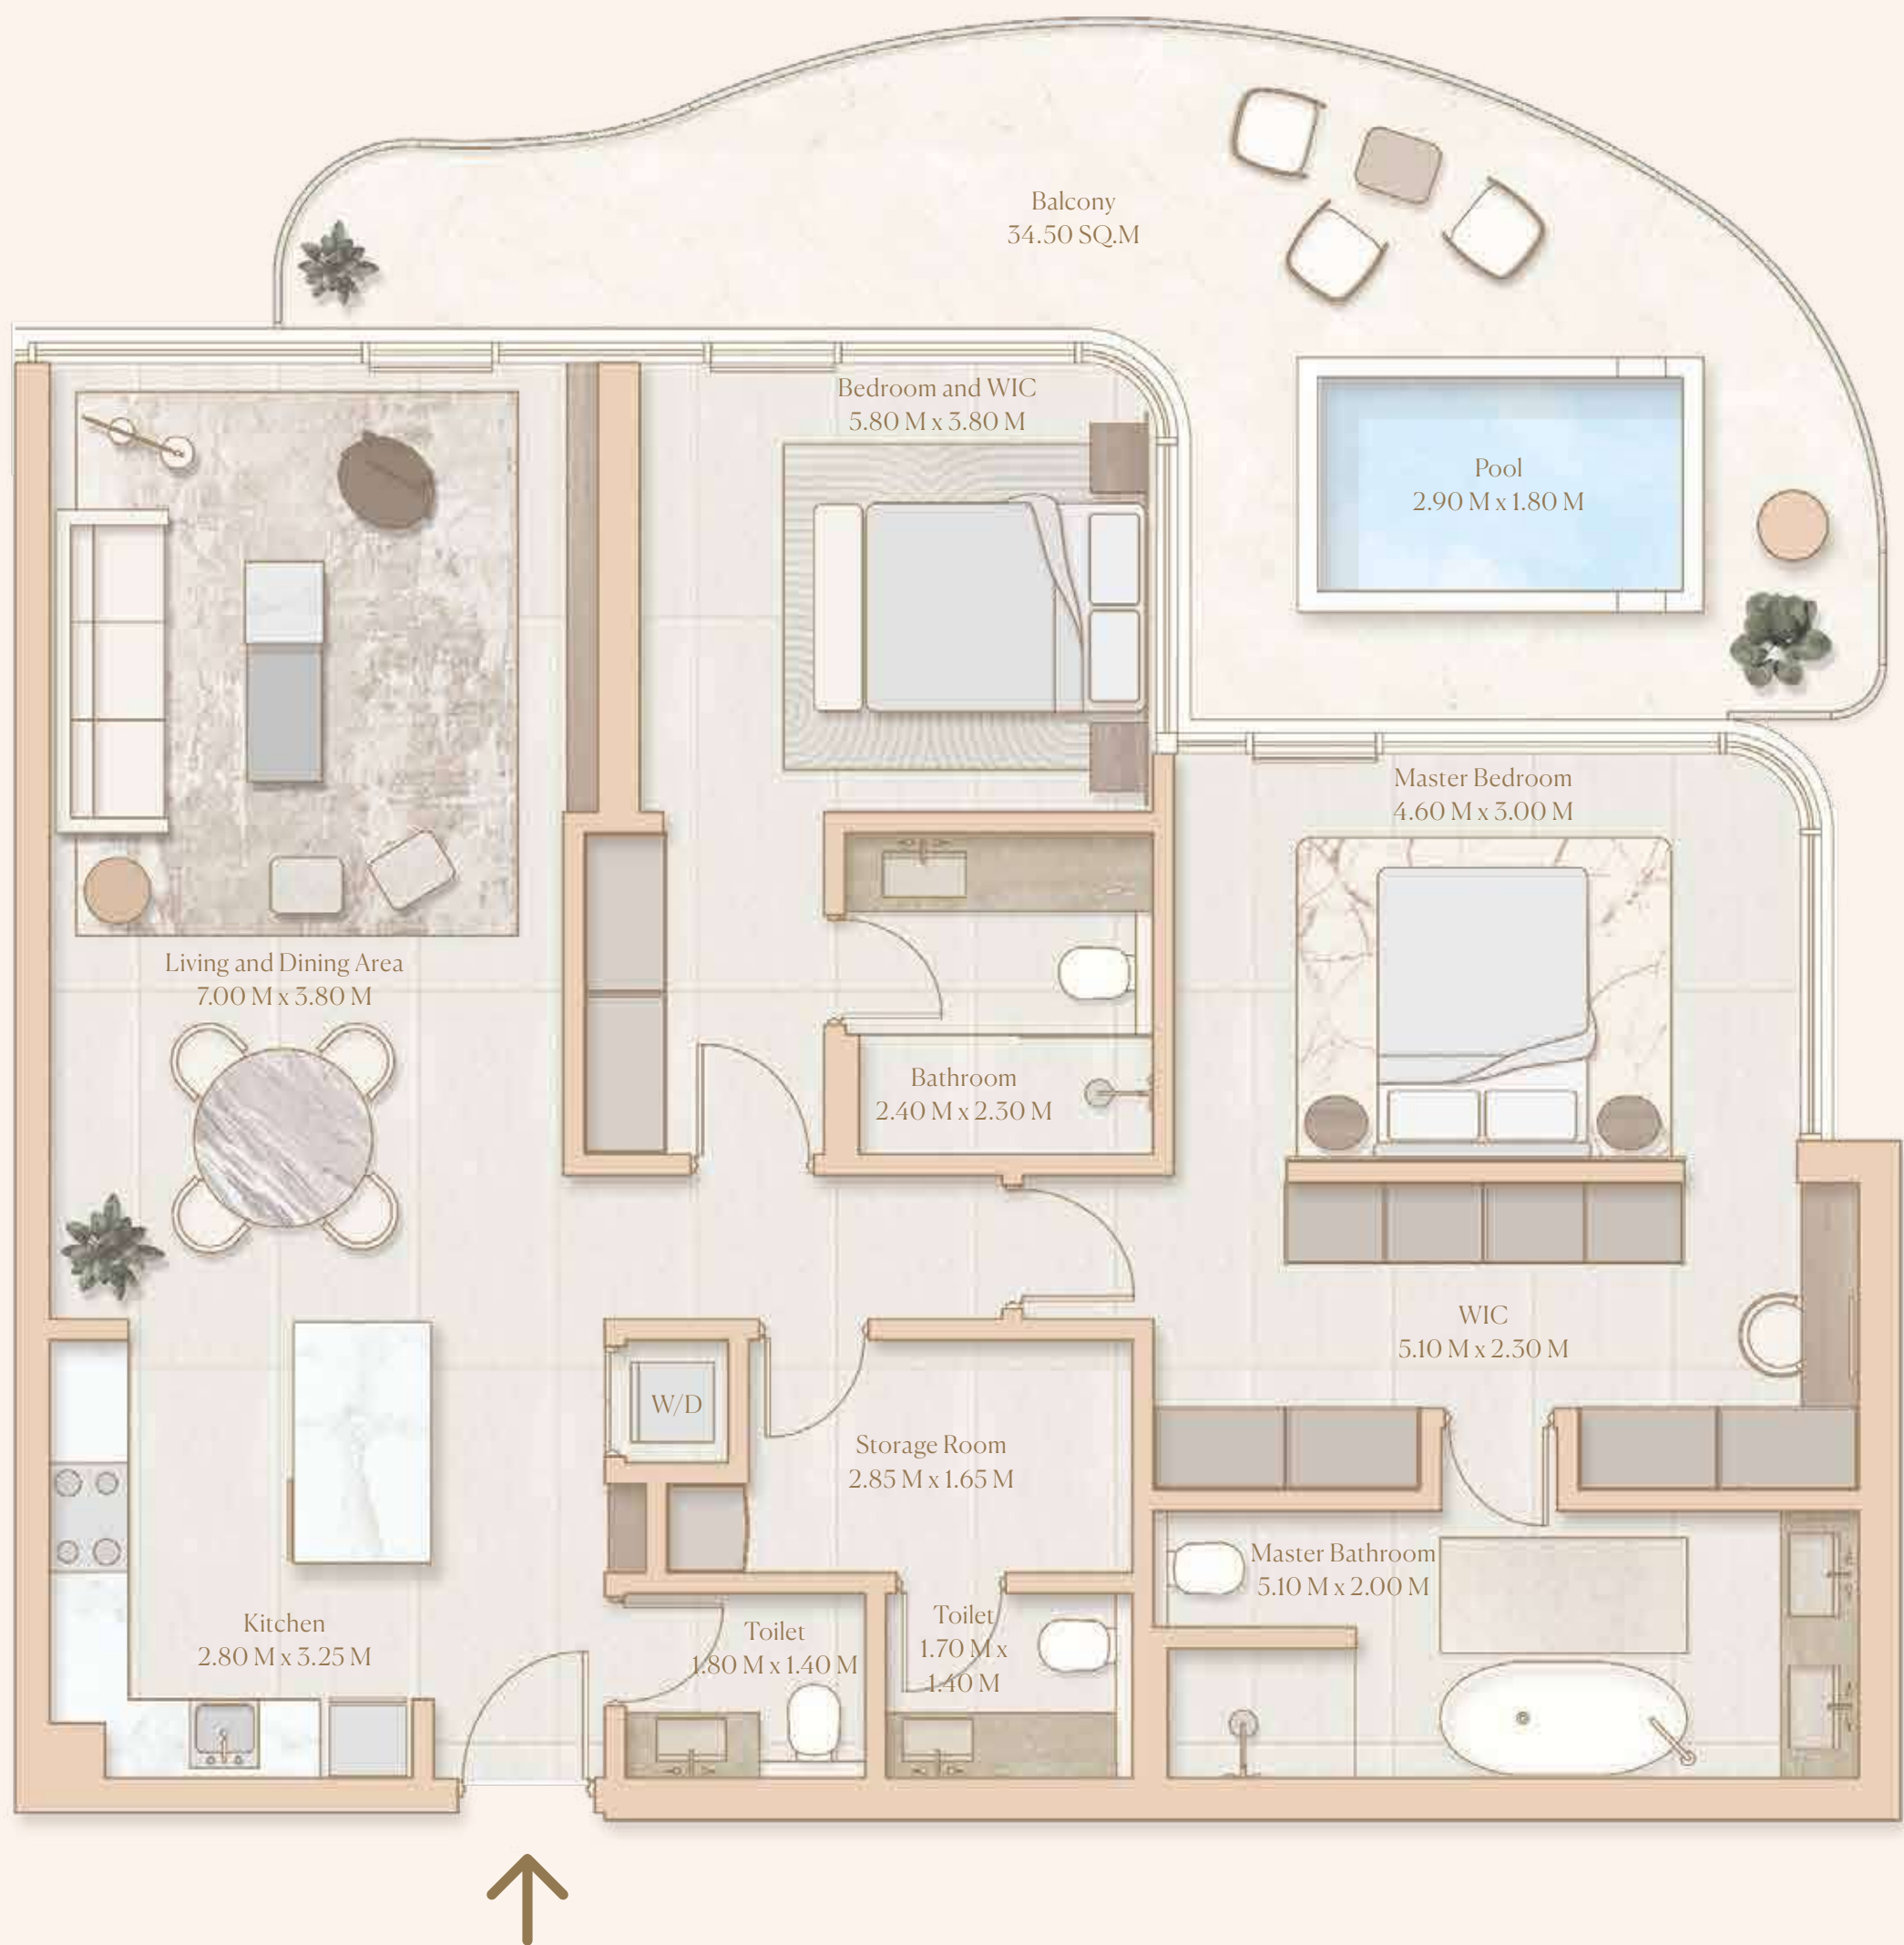 Balcony
34.50 SQ.M
Bedroom and WIC
5.80 M x 3.80 M
Pool
2.90 M x 1.80 M
Master Bedroom
4.60 M x 3.00 M
Living and Dining Area
7.00 M x 3.80 M
Bathroom
2.40 M x 2.30 M
WIC
5.10 M x 2.30 M
W/D
Storage Room
2.85 M x 1.65 M
Master Bathroom
5.10 M x 2.00 M
Kitchen
2.80 M x 3.25 M
Toilet
1.80 M x 1.40 M
Toilet
1.70 M x
1.40 M